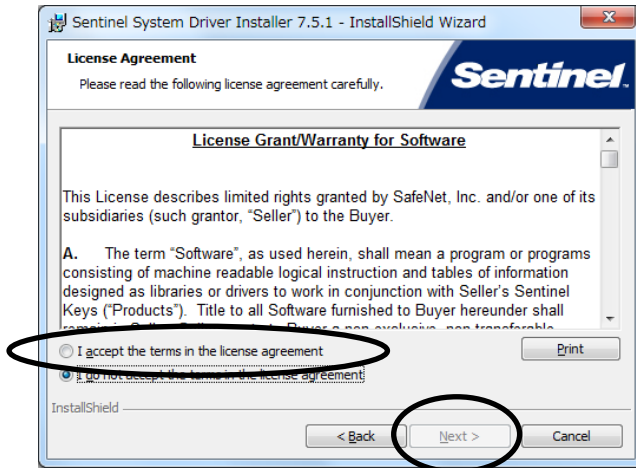 Sentinel System Driver Installer 7.5.1 - InstallShield Wizard
License Agreement
Please read the following license agreement carefully.
Sentinel.
License Grant/Warranty for Software
This License describes limited rights granted by SafeNet, Inc. and/or one of its
subsidiaries (such grantor, “Seller”) to the Buyer.
A. The term “Software”, as used herein, shall mean a program or programs
consisting of machine readable logical instruction and tables of information
designed as libraries or drivers to work in conjunction with Seller’s Sentinel
Keys (“Products”). Title to all Software furnished to Buyer hereunder shall
I accept the terms in the license agreement
Print
I do not accept the terms in the license agreement
InstallShield
< Back
Next >
Cancel